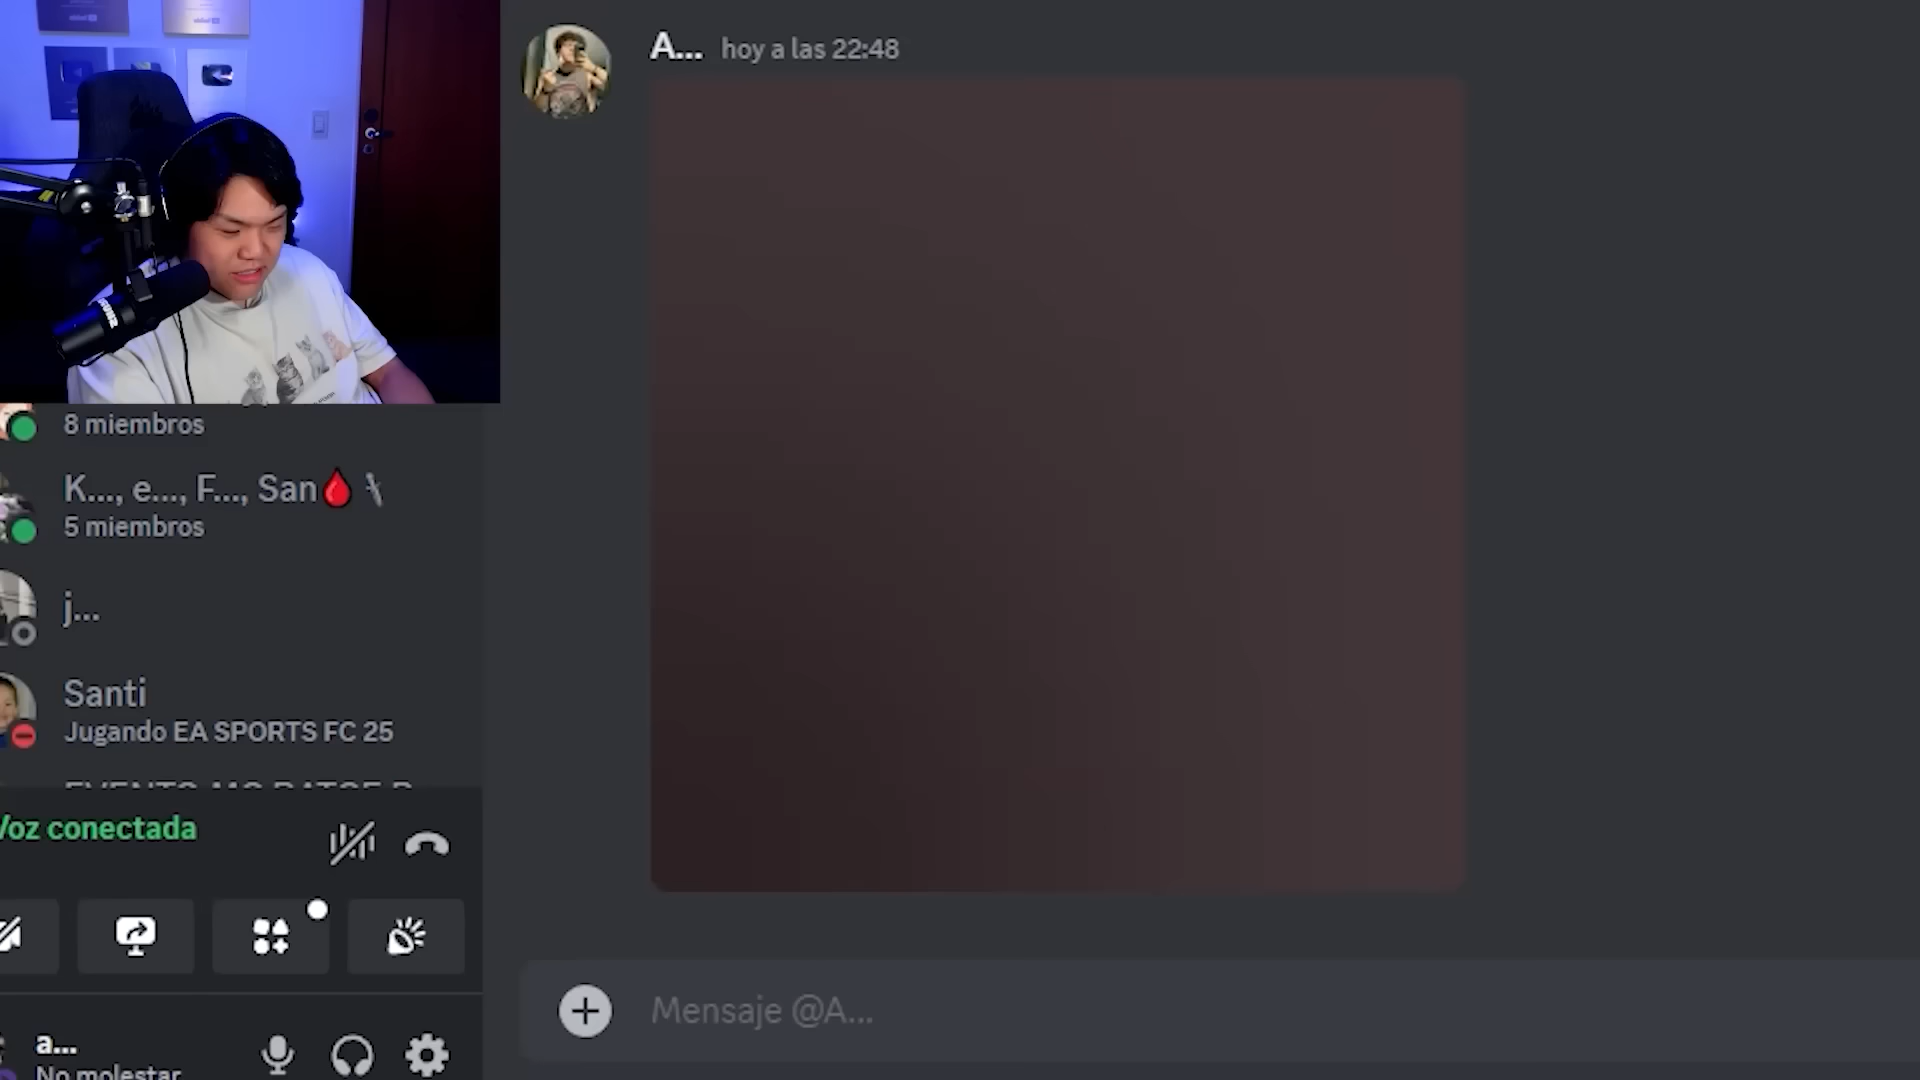 A... hoy a las 22:48
8 miembros
K..., e..., F..., San🩸🔪
5 miembros
j...
Santi
Jugando EA SPORTS FC 25
Voz conectada
Mensaje @A...
a...
No molestar